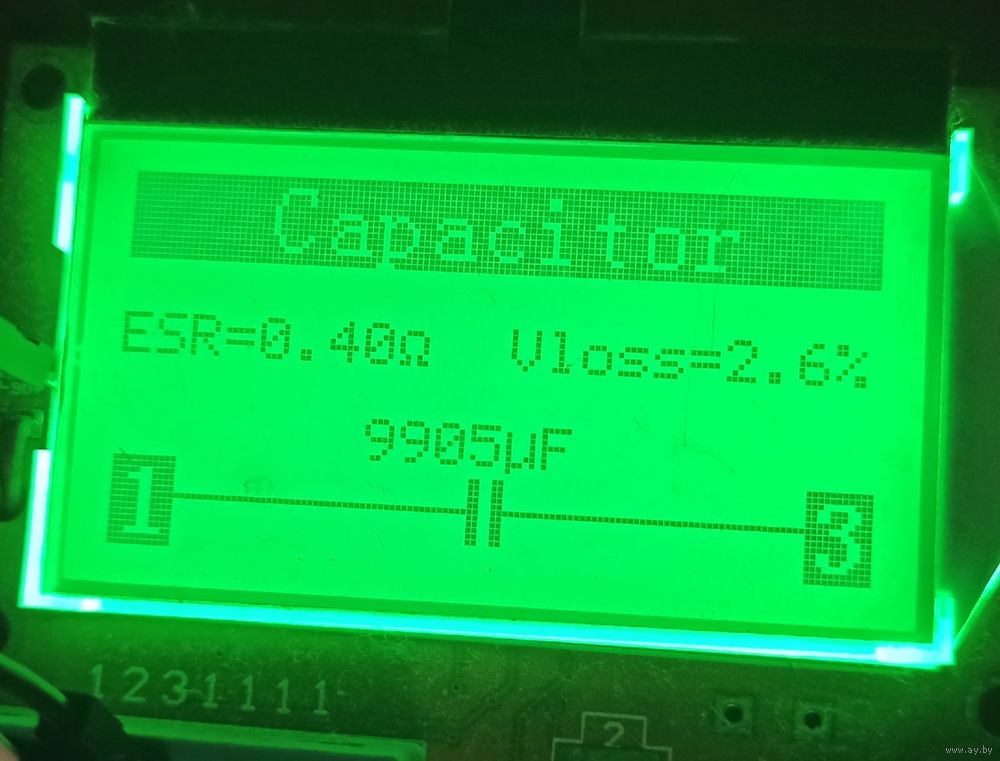 Capacitor
ESR=0.40Ω Vloss=2.6%
9905µF
1 3
1231111
2
www.ay.by